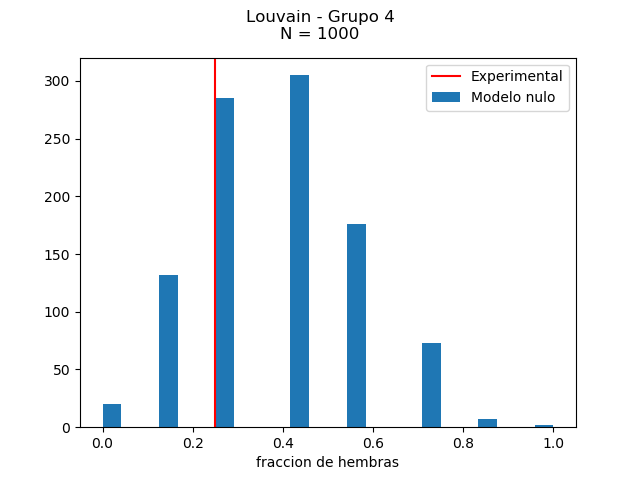 Louvain - Grupo 4
N = 1000
Experimental
Modelo nulo
300
250
200
150
100
50
0
0.0 0.2 0.4 0.6 0.8 1.0
fraccion de hembras